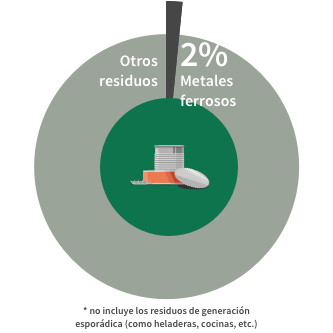 Otros
residuos
2%
Metales
ferrosos
* no incluye los residuos de generación
esporádica (como heladeras, cocinas, etc.)